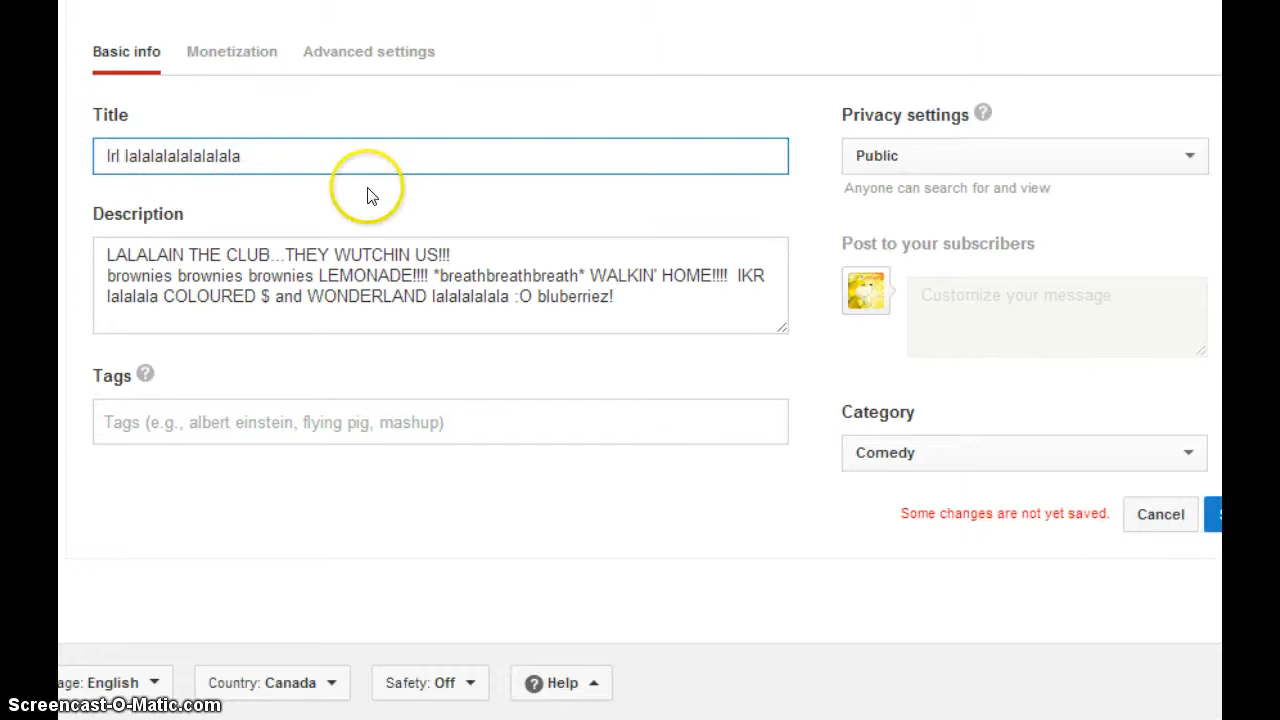 Basic info Monetization Advanced settings
Title
Privacy settings ?
Irl lalalalalalalalala
Public
Anyone can search for and view
Description
Post to your subscribers
LALALAIN THE CLUB...THEY WUTCHIN US!!!
brownies brownies brownies LEMONADE!!!! *breathbreathbreath* WALKIN' HOME!!!! IKR
lalalala COLOURED $ and WONDERLAND lalalalalala :O bluberriez!
Customize your message
Tags ?
Category
Tags (e.g., albert einstein, flying pig, mashup)
Comedy
Some changes are not yet saved. Cancel
age: English Country: Canada Safety: Off ? Help
Screencast-O-Matic.com